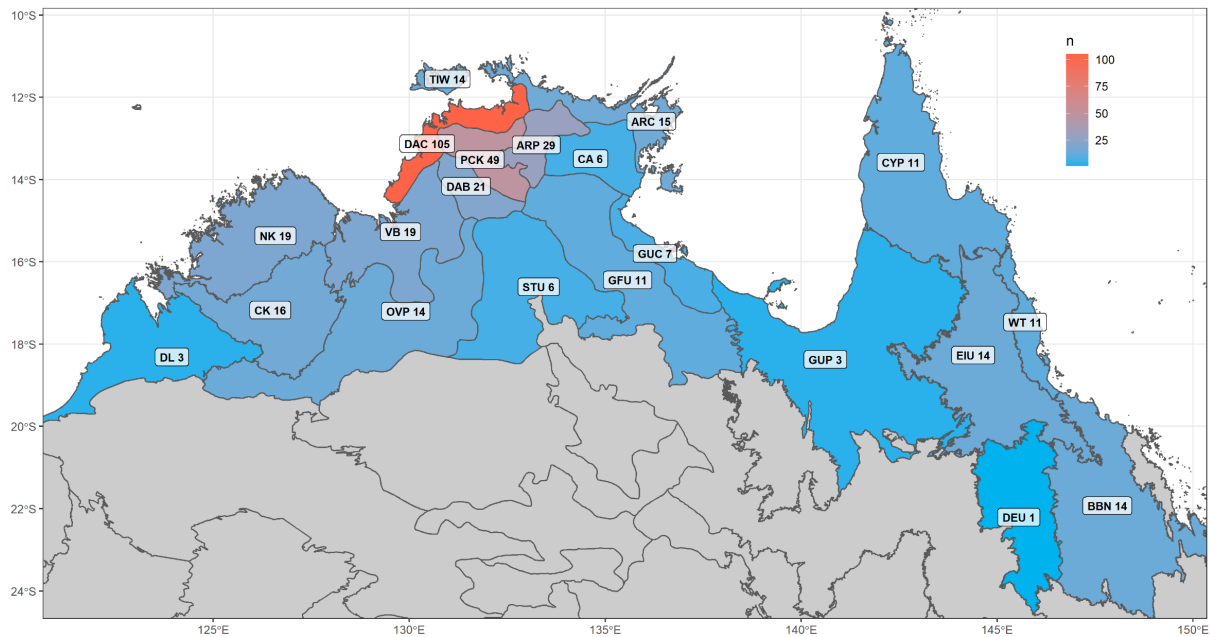 10°S
12°S
14°S
16°S
18°S
20°S
22°S
24°S
TIW 14
DAC 105
ARC 15
PCK 49
ARP 29
CA 6
DAB 21
CYP 11
NK 19
VB 19
GUC 7
GFU 11
STU 6
CK 16
OVP 14
WT 11
DL 3
GUP 3
EIU 14
BBN 14
DEU 1
n
100
75
50
25
125°E
130°E
135°E
140°E
145°E
150°E